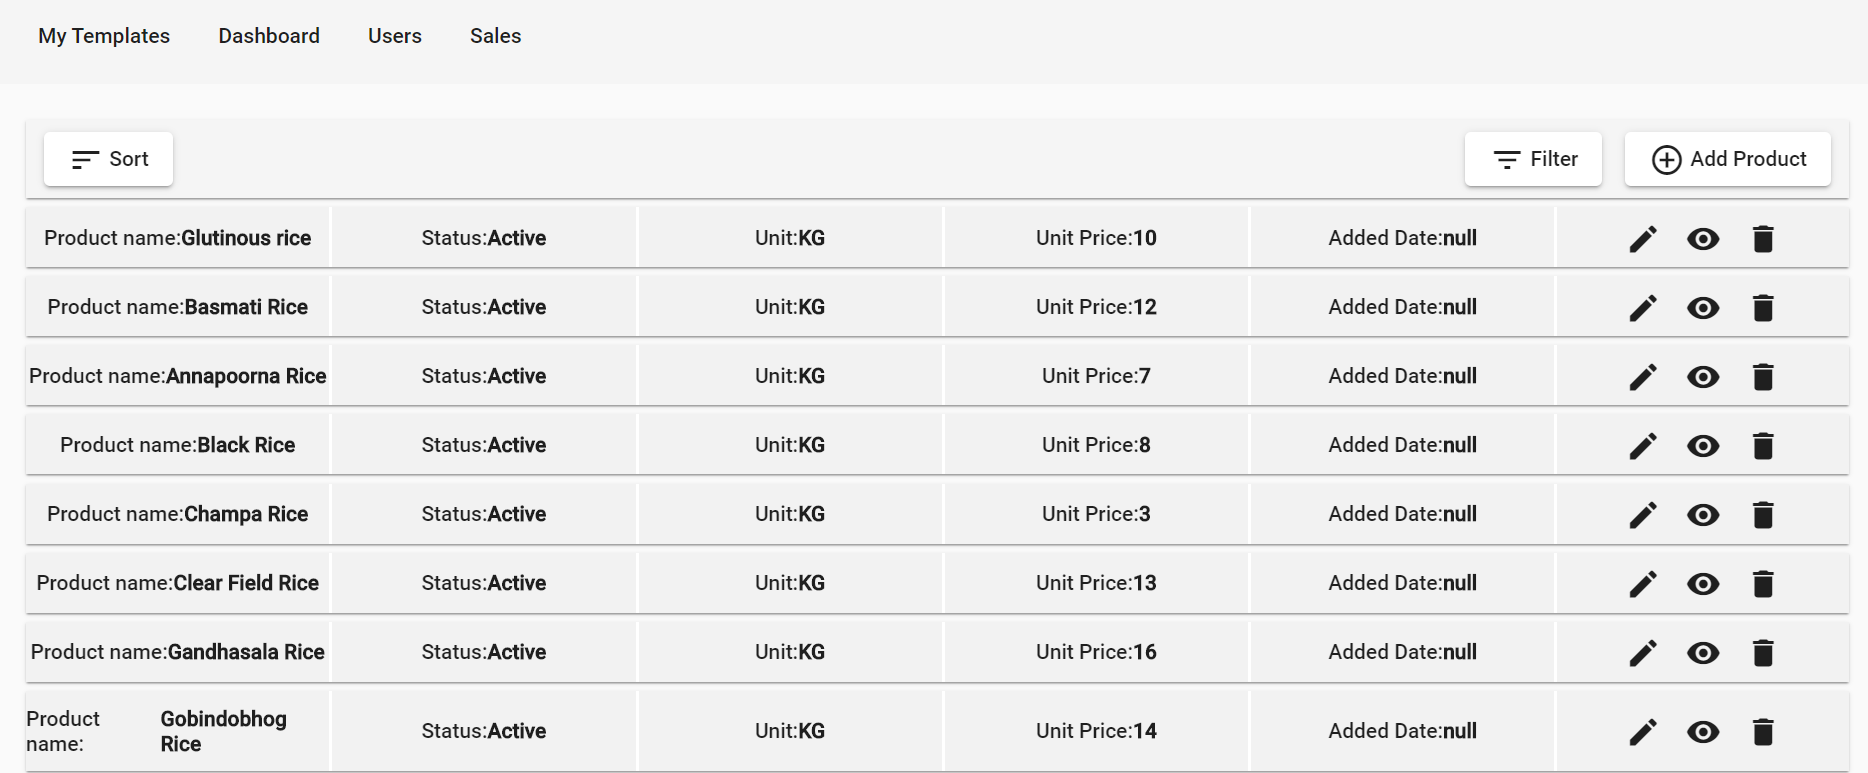 My Templates Dashboard Users Sales
Sort Filter Add Product
Product name:Glutinous rice Status:Active Unit:KG Unit Price:10 Added Date:null
Product name:Basmati Rice Status:Active Unit:KG Unit Price:12 Added Date:null
Product name:Annapoorna Rice Status:Active Unit:KG Unit Price:7 Added Date:null
Product name:Black Rice Status:Active Unit:KG Unit Price:8 Added Date:null
Product name:Champa Rice Status:Active Unit:KG Unit Price:3 Added Date:null
Product name:Clear Field Rice Status:Active Unit:KG Unit Price:13 Added Date:null
Product name:Gandhasala Rice Status:Active Unit:KG Unit Price:16 Added Date:null
Product name:
Gobindobhog
Rice
Status:Active Unit:KG Unit Price:14 Added Date:null